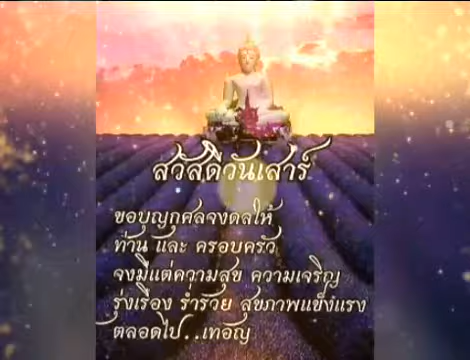 สวัสดีวันเสาร์
ขอบุญกุศลจงดลให้
ท่าน และ ครอบครัว
จงมีแต่ความสุข ความเจริญ
รุ่งเรือง ร่ำรวย สุขภาพแข็งแรง
ตลอดไป..เทอญ